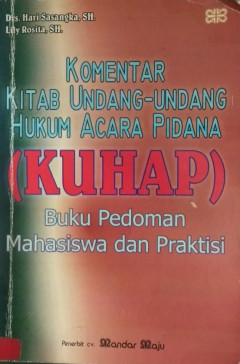 Drs. Hari Sasangka, SH.
Lily Rosita, SH.
KOMENTAR
KITAB UNDANG-UNDANG
HUKUM ACARA PIDANA
(KUHAP)
Buku Pedoman
Mahasiswa dan Praktisi
Penerbit cv. Mandar Maju